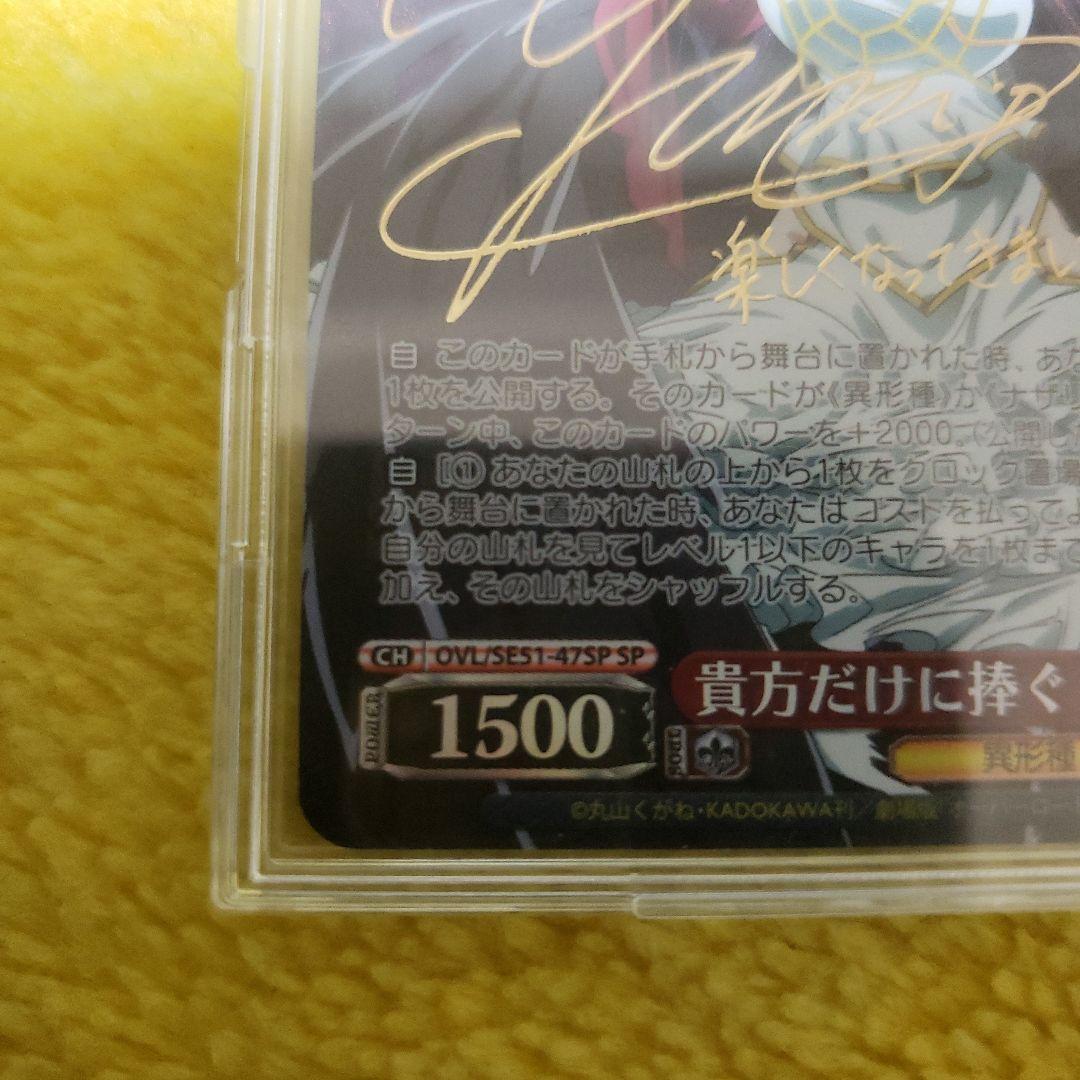 楽しくなってきまし
自 このカードが手札から舞台に置かれた時、あな
1枚を公開する。そのカードが《異形種》か《ナザリ
ターン中、このカードのパワーを＋2000。（公開し
自 [① あなたの山札の上から1枚をクロック置場
から舞台に置かれた時、あなたはコストを払ってよ
自分の山札を見てレベル1以下のキャラを1枚まで
加え、その山札をシャッフルする。
CH OVL/SE51-47SP SP
POWER 1500 貴方だけに捧ぐ
SOUL 異形種
©丸山くがね・KADOKAWA刊／劇場版